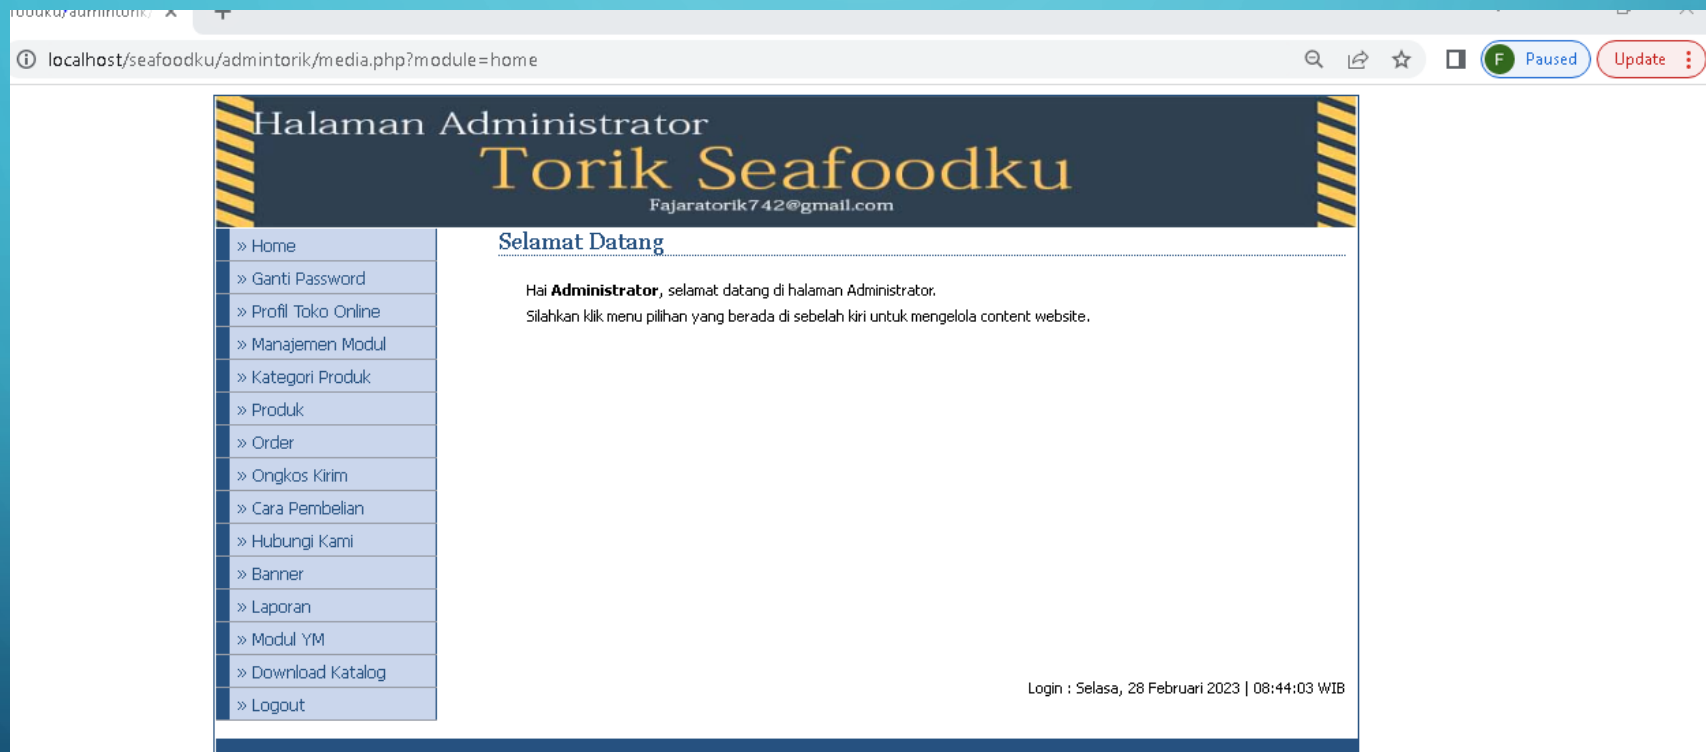 localhost/seafoodku/admintorik/media.php?module=home
F Paused Update
Halaman Administrator
Torik Seafoodku
Fajaratorik742@gmail.com
» Home
» Ganti Password
» Profil Toko Online
» Manajemen Modul
» Kategori Produk
» Produk
» Order
» Ongkos Kirim
» Cara Pembelian
» Hubungi Kami
» Banner
» Laporan
» Modul YM
» Download Katalog
» Logout
Selamat Datang
Hai Administrator, selamat datang di halaman Administrator.
Silahkan klik menu pilihan yang berada di sebelah kiri untuk mengelola content website.
Login : Selasa, 28 Februari 2023 | 08:44:03 WIB